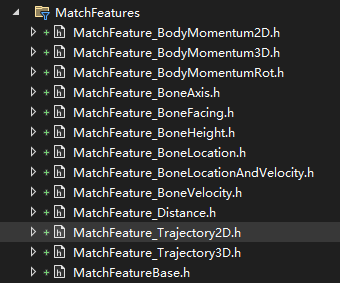 MatchFeatures
MatchFeature_BodyMomentum2D.h
MatchFeature_BodyMomentum3D.h
MatchFeature_BodyMomentumRot.h
MatchFeature_BoneAxis.h
MatchFeature_BoneFacing.h
MatchFeature_BoneHeight.h
MatchFeature_BoneLocation.h
MatchFeature_BoneLocationAndVelocity.h
MatchFeature_BoneVelocity.h
MatchFeature_Distance.h
MatchFeature_Trajectory2D.h
MatchFeature_Trajectory3D.h
MatchFeatureBase.h